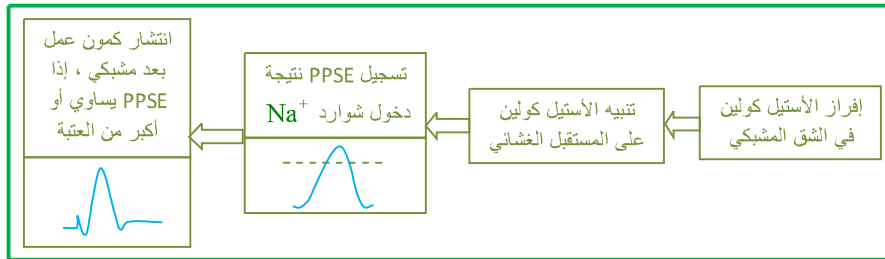 إفراز الأستيل كولين
في الشق المشبكي
تنبيه الأستيل كولين
على المستقبل الغشائي
تسجيل PPSE نتيجة
دخول شوارد Na⁺
انتشار كمون عمل
بعد مشبكي ، إذا
PPSE يساوي أو
أكبر من العتبة